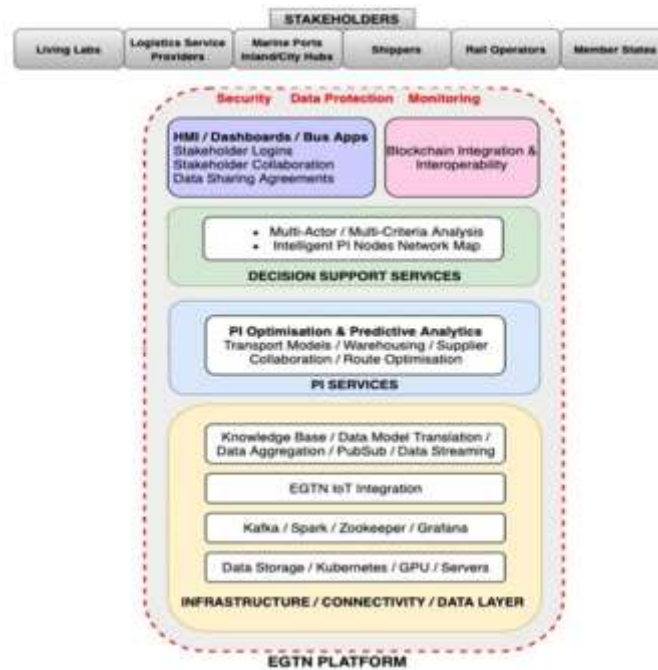 STAKEHOLDERS
Living Labs
Logistics Service
Providers
Marine Ports
Inland/City Hubs
Shippers
Rail Operators
Member States
Security Data Protection Monitoring
HMI / Dashboards / Bus Apps
Stakeholder Logins
Stakeholder Collaboration
Data Sharing Agreements
Blockchain Integration &
Interoperability
• Multi-Actor / Multi-Criteria Analysis
• Intelligent PI Nodes Network Map
DECISION SUPPORT SERVICES
PI Optimisation & Predictive Analytics
Transport Models / Warehousing / Supplier
Collaboration / Route Optimisation
PI SERVICES
Knowledge Base / Data Model Translation /
Data Aggregation / PubSub / Data Streaming
EGTN IoT Integration
Kafka / Spark / Zookeeper / Grafana
Data Storage / Kubernetes / GPU / Servers
INFRASTRUCTURE / CONNECTIVITY / DATA LAYER
EGTN PLATFORM